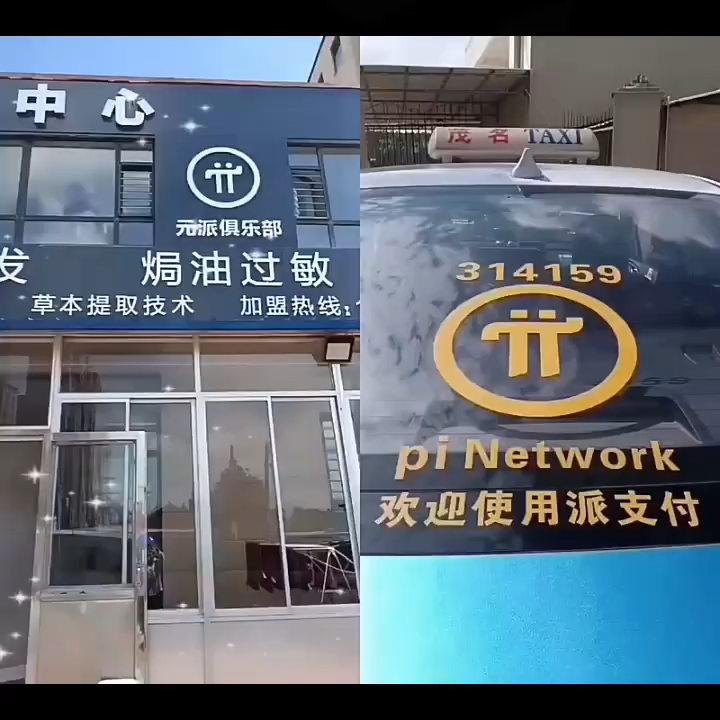 中心
元派俱乐部
发 焗油过敏
草本提取技术 加盟热线:
茂名 TAXI
314159
pi Network
欢迎使用派支付